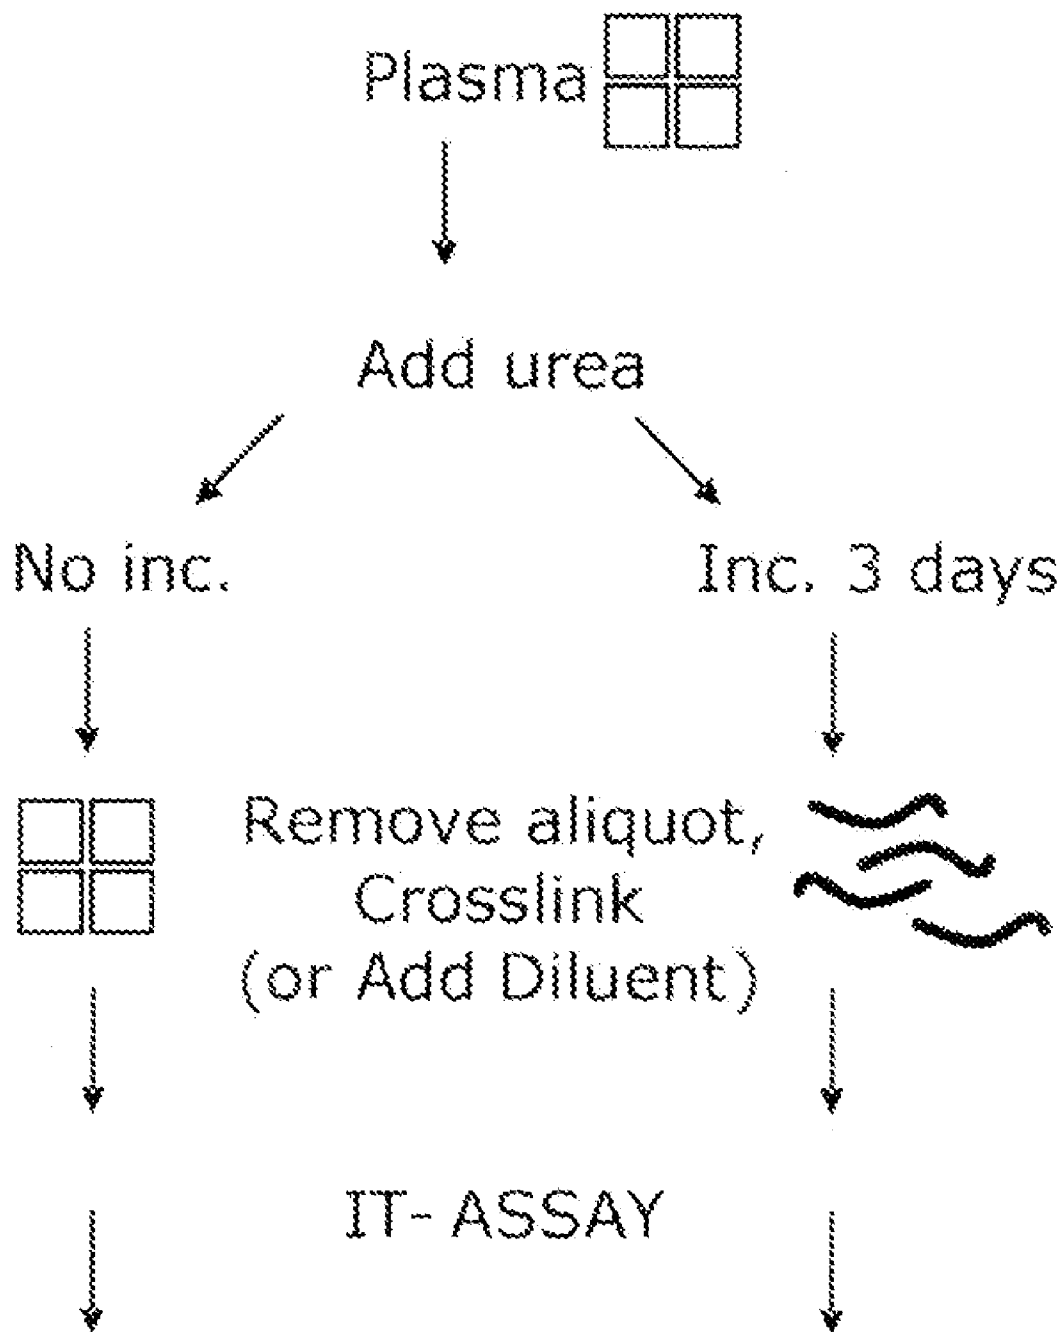 Plasma
Add urea
No inc.
Inc. 3 days
Remove aliquot,
Crosslink
(or Add Diluent)
IT- ASSAY